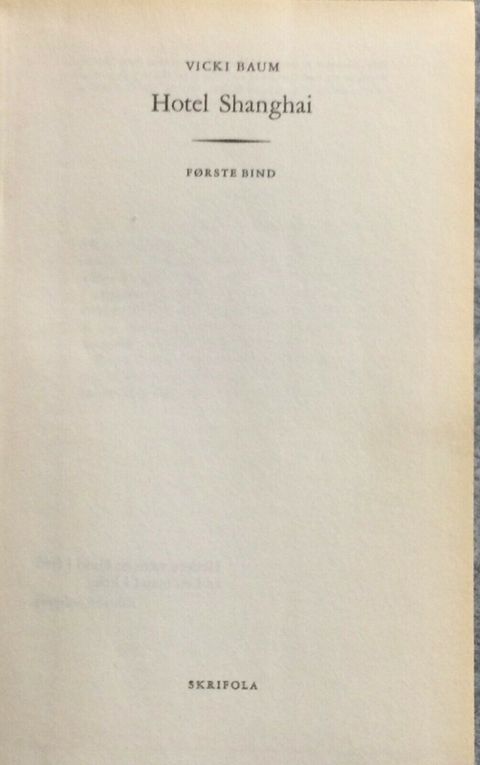 VICKI BAUM
Hotel Shanghai
FØRSTE BIND
SKRIFOLA